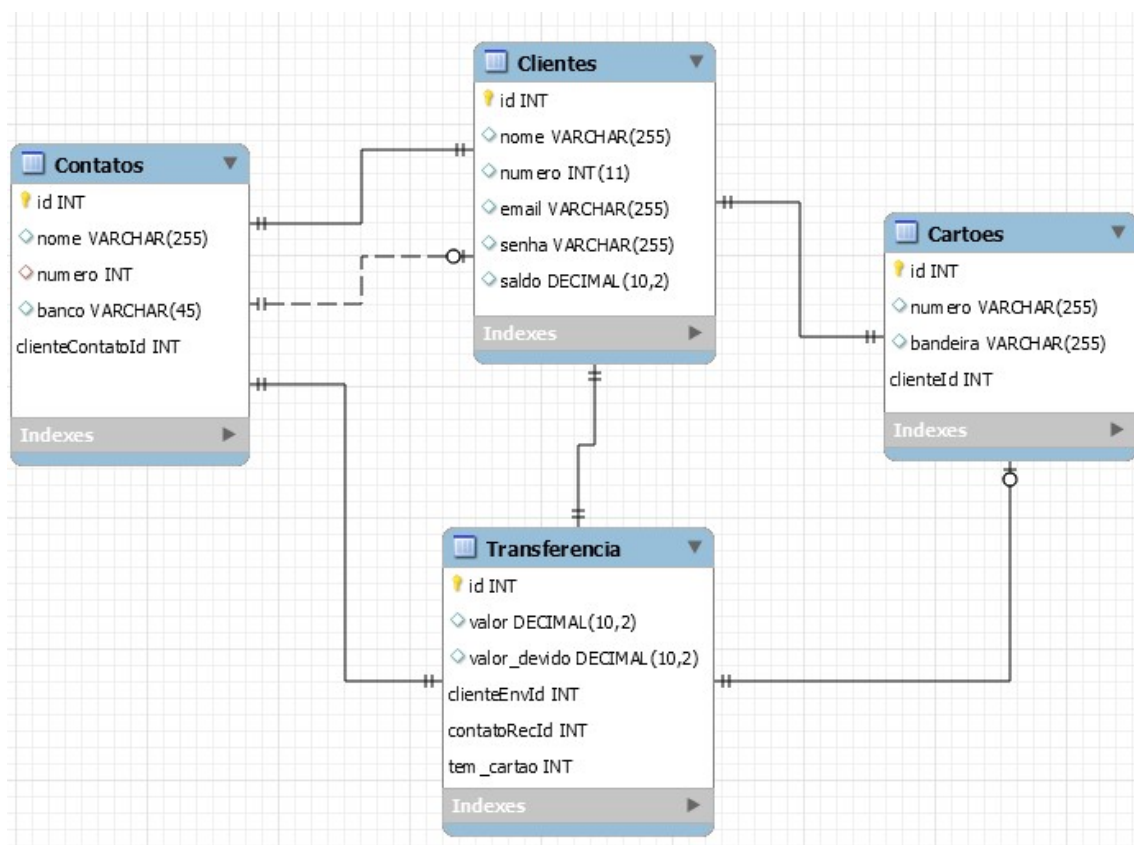 Clientes
id INT
nome VARCHAR(255)
numero INT(11)
email VARCHAR(255)
senha VARCHAR(255)
saldo DECIMAL(10,2)
Indexes
Contatos
id INT
nome VARCHAR(255)
numero INT
banco VARCHAR(45)
clienteContatoId INT
Indexes
Cartoes
id INT
numero VARCHAR(255)
bandeira VARCHAR(255)
clienteId INT
Indexes
Transferencia
id INT
valor DECIMAL(10,2)
valor_devido DECIMAL(10,2)
clienteEnvId INT
contatoRecId INT
tem_cartao INT
Indexes